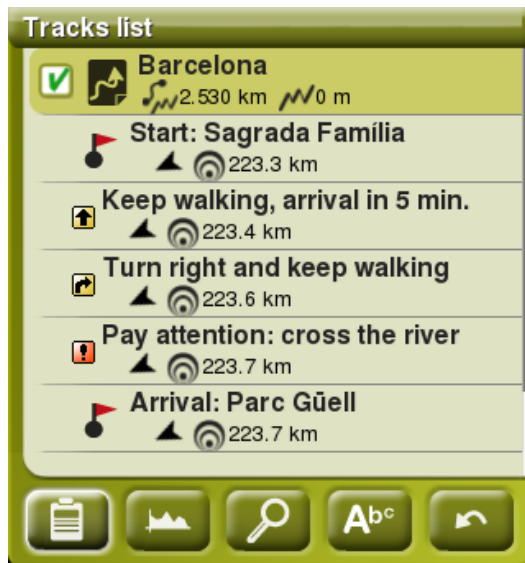 Tracks list
Barcelona
2.530 km 0 m
Start: Sagrada Família
223.3 km
Keep walking, arrival in 5 min.
223.4 km
Turn right and keep walking
223.6 km
Pay attention: cross the river
223.7 km
Arrival: Parc Gūell
223.7 km
Abc